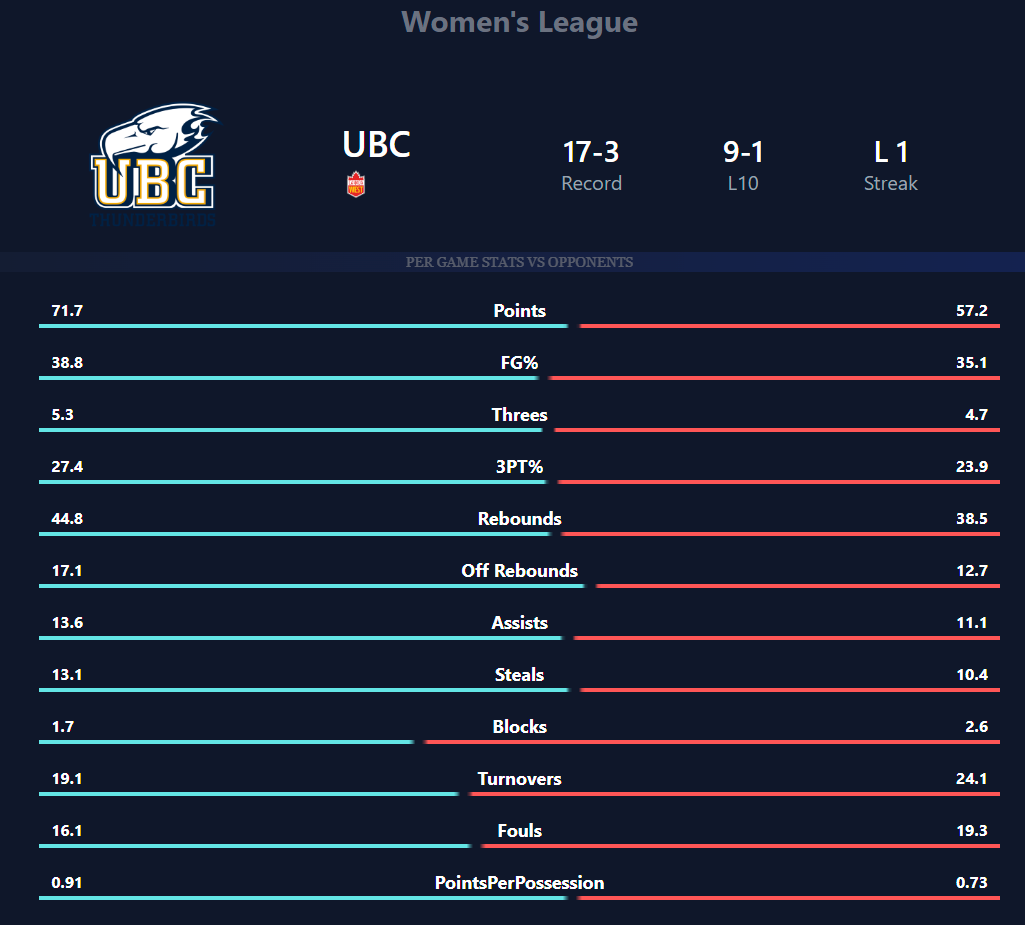 Women's League
UBC
THUNDERBIRDS
UBC
17-3
Record
9-1
L10
L 1
Streak
PER GAME STATS VS OPPONENTS
71.7 Points 57.2
38.8 FG% 35.1
5.3 Threes 4.7
27.4 3PT% 23.9
44.8 Rebounds 38.5
17.1 Off Rebounds 12.7
13.6 Assists 11.1
13.1 Steals 10.4
1.7 Blocks 2.6
19.1 Turnovers 24.1
16.1 Fouls 19.3
0.91 PointsPerPossession 0.73